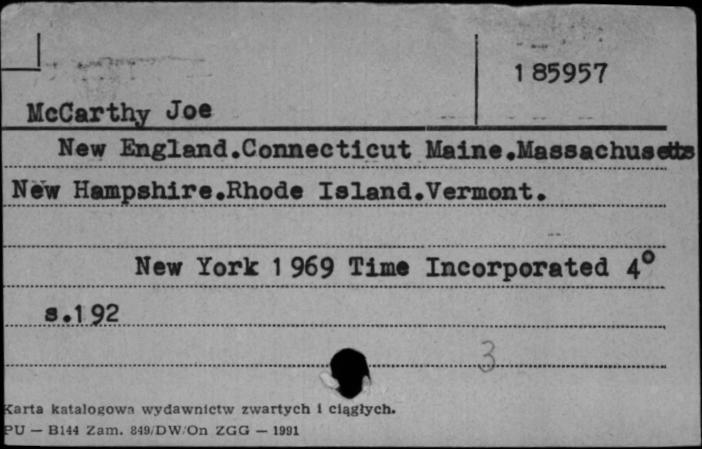 185957
McCarthy Joe
New England.Connecticut Maine.Massachusetts
New Hampshire.Rhode Island.Vermont.
New York 1969 Time Incorporated 4°
s.192
3
Karta katalogowa wydawnictw zwartych i ciągłych.
PU — B144 Zam. 849/DW/On ZGG — 1991